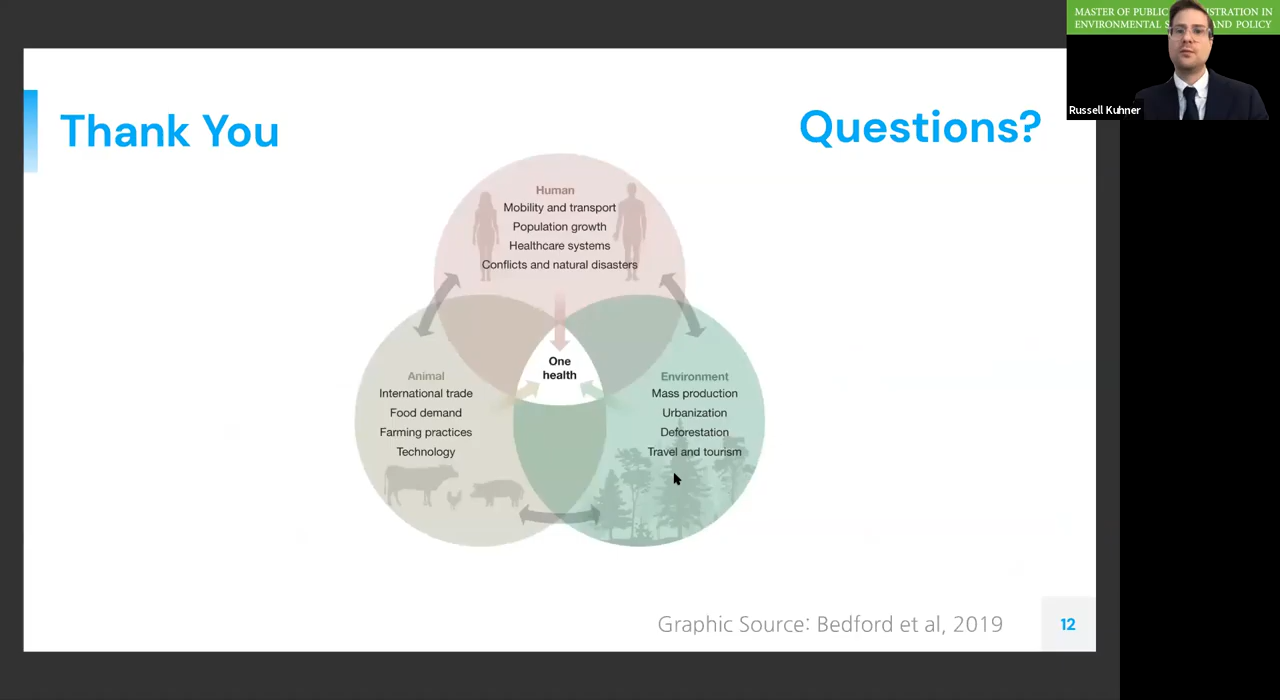 MASTER OF PUBLIC STRATION IN
ENVIRONMENTAL S AND POLICY
Russell Kuhner
Thank You
Questions?
Human
Mobility and transport
Population growth
Healthcare systems
Conflicts and natural disasters
One
health
Animal
International trade
Food demand
Farming practices
Technology
Environment
Mass production
Urbanization
Deforestation
Travel and tourism
Graphic Source: Bedford et al, 2019
12